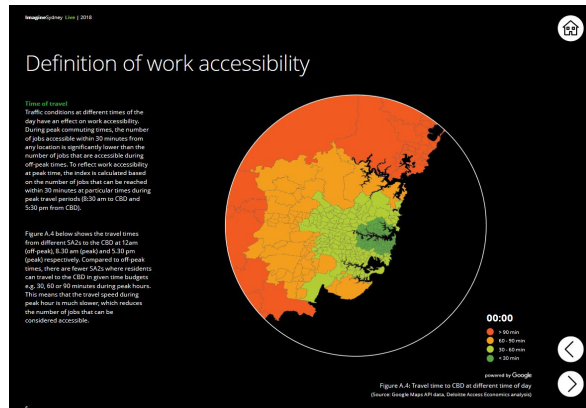 ImagineSydney Live | 2018
Definition of work accessibility
Time of travel
Traffic conditions at different times of the
day have an effect on work accessibility.
During peak commuting times, the number
of jobs accessible within 30 minutes from
any location is significantly lower than the
number of jobs that are accessible during
off-peak times. To reflect work accessibility
at peak time, the index is calculated based
on the number of jobs that can be reached
within 30 minutes at particular times during
peak travel periods (8:30 am to CBD and
5:30 pm from CBD).
Figure A.4 below shows the travel times
from different SA2s to the CBD at 12am
(off-peak), 8.30 am (peak) and 5.30 pm
(peak) respectively. Compared to off-peak
times, there are fewer SA2s where residents
can travel to the CBD in given time budgets
e.g. 30, 60 or 90 minutes during peak hours.
This means that the travel speed during
peak hour is much slower, which reduces
the number of jobs that can be
considered accessible.
00:00
> 90 min
60 - 90 min
30 - 60 min
< 30 min
powered by Google
Figure A.4: Travel time to CBD at different time of day
(Source: Google Maps API data, Deloitte Access Economics analysis)